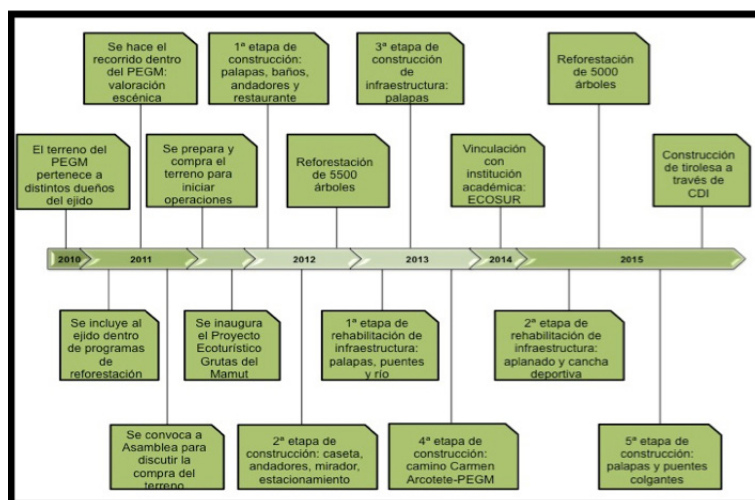 Se hace el
recorrido dentro
del PEGM:
valoración
escénica
1ª etapa de
construcción:
palapas, baños,
andadores y
restaurante
3ª etapa de
construcción
de
infraestructura:
palapas
Reforestación
de 5000
árboles
El terreno del
PEGM
pertenece a
distintos dueños
del ejido
Se prepara y
compra el
terreno para
iniciar
operaciones
Reforestación
de 5500
árboles
Vinculación
con
institución
académica:
ECOSUR
Construcción
de tirolesa a
través de
CDI
2010
2011
2012
2013
2014
2015
Se incluye al
ejido dentro
de programas
de
reforestación
Se inaugura
el Proyecto
Ecoturístico
Grutas del
Mamut
1ª etapa de
rehabilitación de
infraestructura:
palapas, puentes
y río
2ª etapa de
rehabilitación de
infraestructura:
aplanado y cancha
deportiva
Se convoca a
Asamblea para
discutir la
compra del
terreno
2ª etapa de
construcción: caseta,
andadores, mirador,
estacionamiento
4ª etapa de
construcción:
camino Carmen
Arcotete-PEGM
5ª etapa de
construcción:
palapas y puentes
colgantes